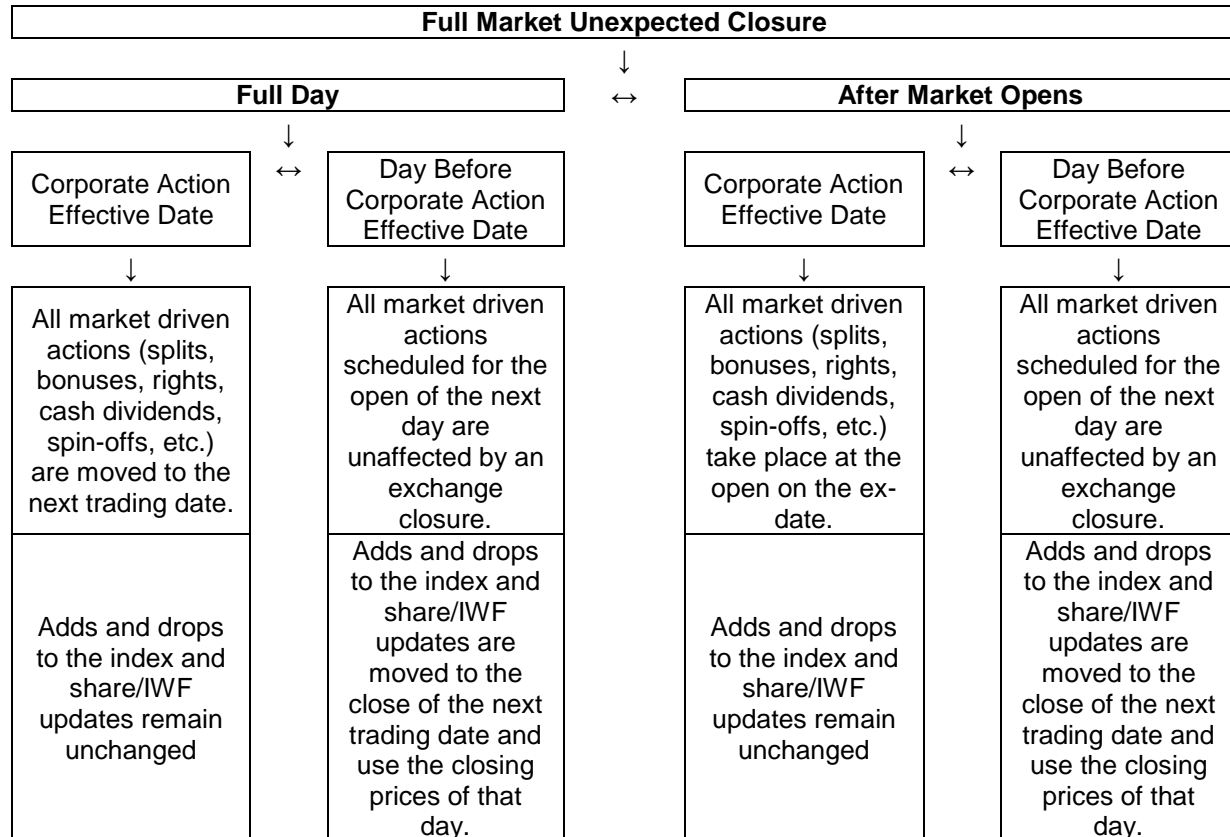 Full Market Unexpected Closure
↓
Full Day
↔
After Market Opens
↓
↓
Corporate Action
Effective Date
↔
Day Before
Corporate Action
Effective Date
Corporate Action
Effective Date
↔
Day Before
Corporate Action
Effective Date
↓
↓
↓
↓
All market driven
actions (splits,
bonuses, rights,
cash dividends,
spin-offs, etc.)
are moved to the
next trading date.
All market driven
actions
scheduled for the
open of the next
day are
unaffected by an
exchange
closure.
All market driven
actions (splits,
bonuses, rights,
cash dividends,
spin-offs, etc.)
take place at the
open on the ex-
date.
All market driven
actions
scheduled for the
open of the next
day are
unaffected by an
exchange
closure.
Adds and drops
to the index and
share/IWF
updates remain
unchanged
Adds and drops
to the index and
share/IWF
updates are
moved to the
close of the next
trading date and
use the closing
prices of that
day.
Adds and drops
to the index and
share/IWF
updates remain
unchanged
Adds and drops
to the index and
share/IWF
updates are
moved to the
close of the next
trading date and
use the closing
prices of that
day.